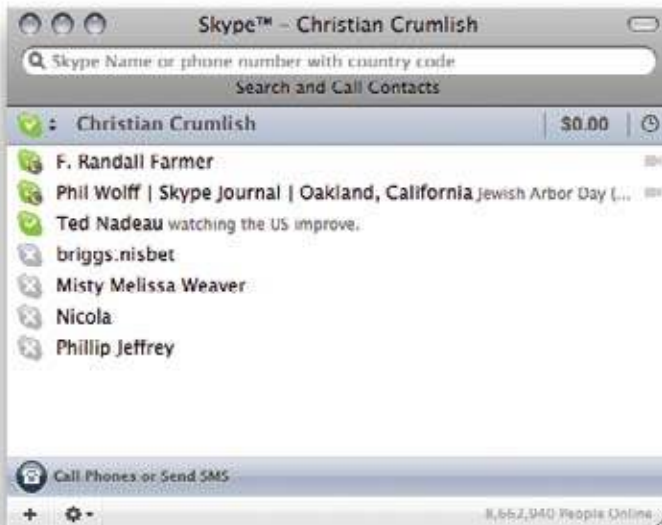 Skype™ – Christian Crumlish
Skype Name or phone number with country code
Search and Call Contacts
Christian Crumlish $0.00
F. Randall Farmer
Phil Wolff | Skype Journal | Oakland, California Jewish Arbor Day (...
Ted Nadeau watching the US improve.
briggs.nisbet
Misty Melissa Weaver
Nicola
Phillip Jeffrey
Call Phones or Send SMS
8,662,940 People Online